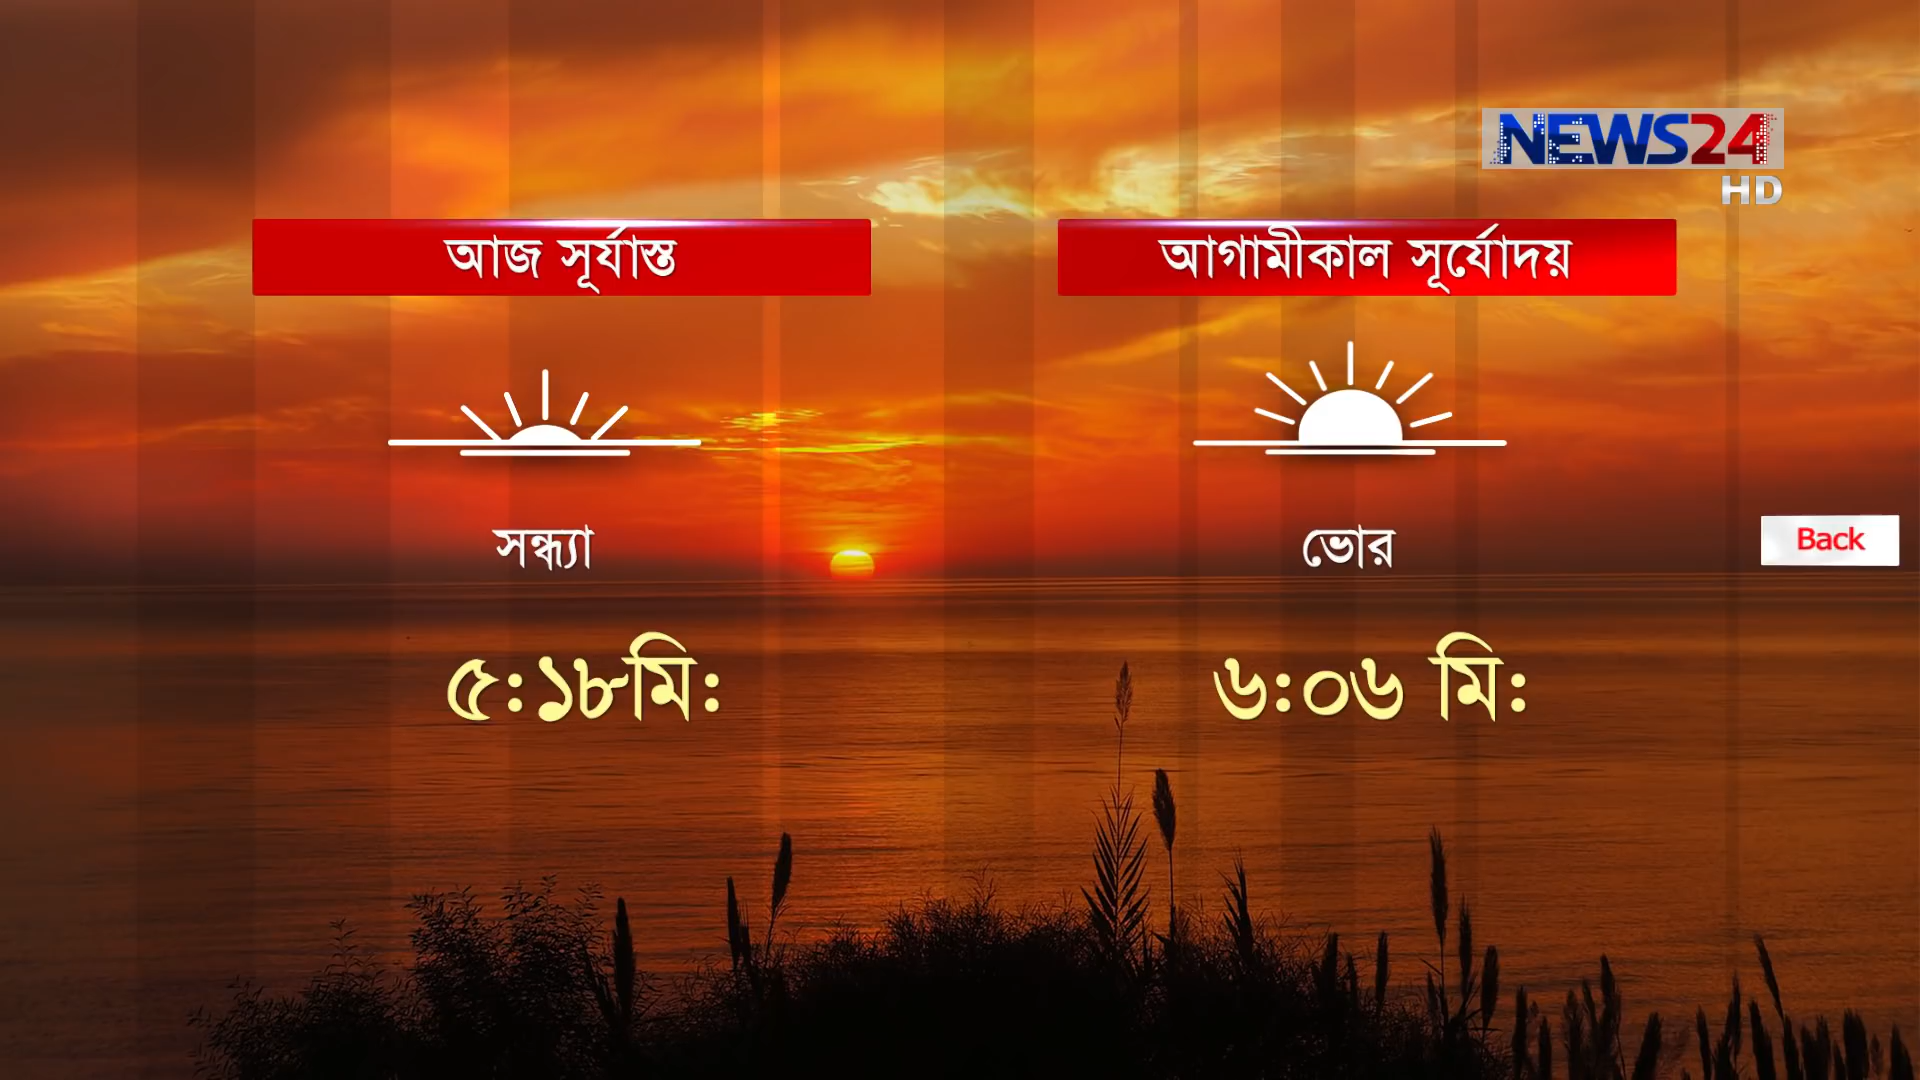 NEWS24
HD
আজ সূর্যাস্ত
আগামীকাল সূর্যোদয়
সন্ধ্যা
ভোর
Back
৫:১৮মি:
৬:০৬ মি: